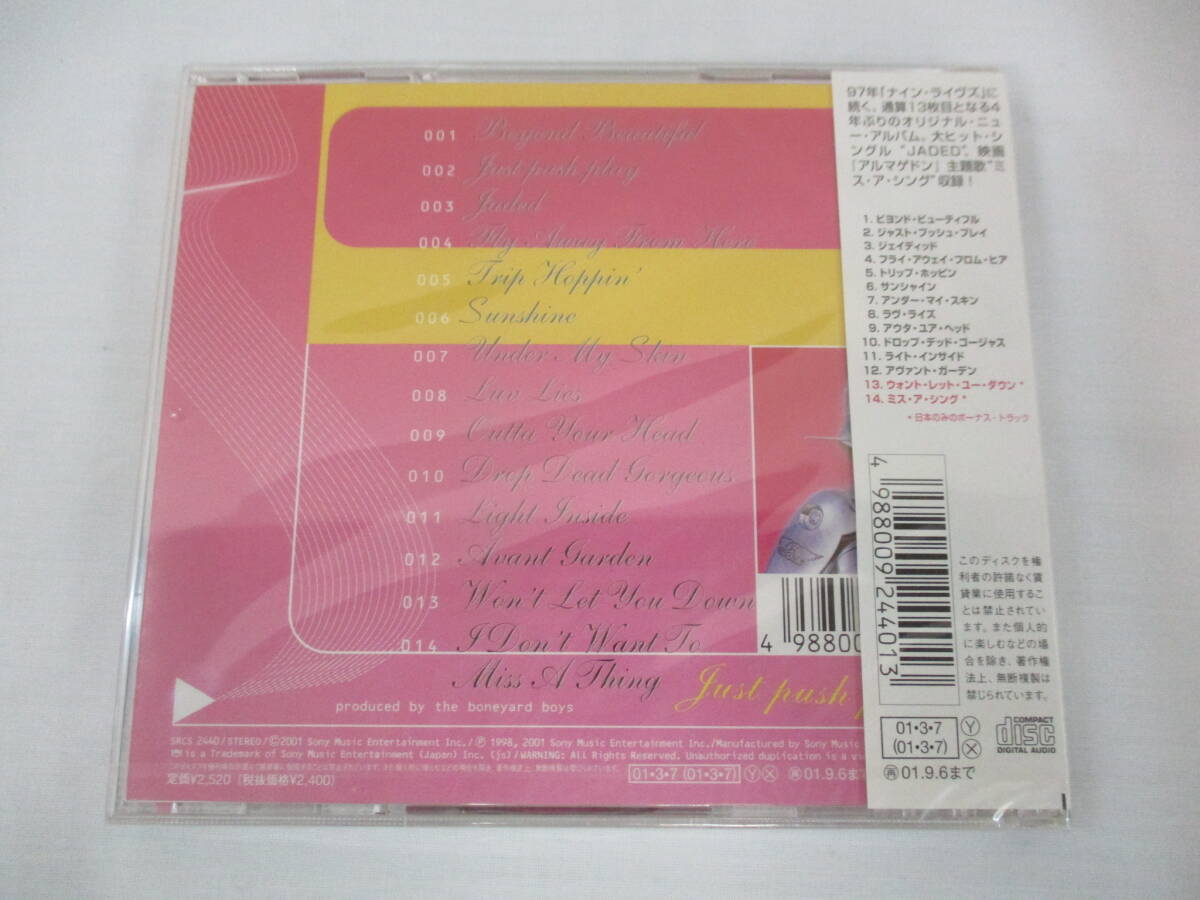 001 Beyond Beautiful
002 Just push play
003 Jaded
004 Fly Away From Here
005 Trip Hoppin'
006 Sunshine
007 Under My Skin
008 Luv Lies
009 Outta Your Head
010 Drop Dead Gorgeous
011 Light Inside
012 Avant Garden
013 Won't Let You Down
014 I Don't Want To
Miss A Thing
4 98800
Just push p
produced by the boneyard boys
SRCS 2440/STEREO/©2001 Sony Music Entertainment Inc./℗ 1998, 2001 Sony Music Entertainment Inc./Manufactured by Sony Music
is a Trademark of Sony Music Entertainment (Japan) Inc. (js)/WARNING: All Rights Reserved. Unauthorized duplication is a vi
定価¥2,520 (税抜価格¥2,400)
01・3・7 (01・3・7) Ⓨ Ⓧ 再 01.9.6まで
97年「ナイン・ライヴズ」に
続く、通算13枚目となる4
年ぶりのオリジナル・ニュ
ー・アルバム。大ヒット・シ
ングル "JADED"、映画
「アルマゲドン」主題歌"ミ
ス・ア・シング"収録!
1. ビヨンド・ビューティフル
2. ジャスト・プッシュ・プレイ
3. ジェイディッド
4. フライ・アウェイ・フロム・ヒア
5. トリップ・ホッピン
6. サンシャイン
7. アンダー・マイ・スキン
8. ラヴ・ライズ
9. アウタ・ユア・ヘッド
10. ドロップ・デッド・ゴージャス
11. ライト・インサイド
12. アヴァント・ガーデン
13. ウォント・レット・ユー・ダウン *
14. ミス・ア・シング *
* 日本のみのボーナス・トラック
4 988009 244013
このディスクを権
利者の許諾なく賃
貸業に使用するこ
とは禁止されてい
ます。また個人的
に楽しむなどの場
合を除き、著作権
法上、無断複製は
禁じられています。
01・3・7
(01・3・7)
Ⓨ
Ⓧ
COMPACT
disc
DIGITAL AUDIO
再 01.9.6まで